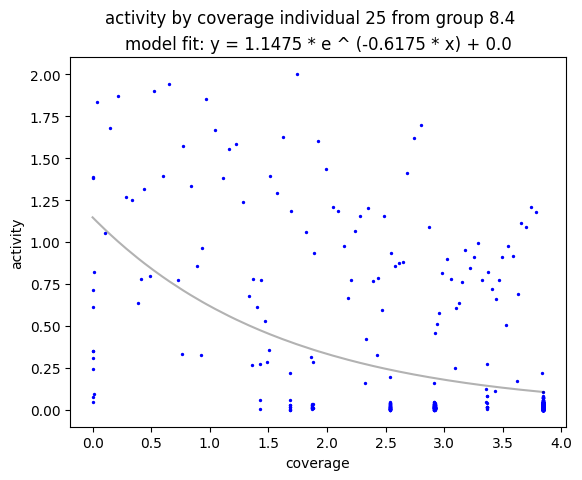 activity by coverage individual 25 from group 8.4
model fit: y = 1.1475 * e ^ (-0.6175 * x) + 0.0
2.00
1.75
1.50
1.25
1.00
0.75
0.50
0.25
0.00
activity
0.0 0.5 1.0 1.5 2.0 2.5 3.0 3.5 4.0
coverage